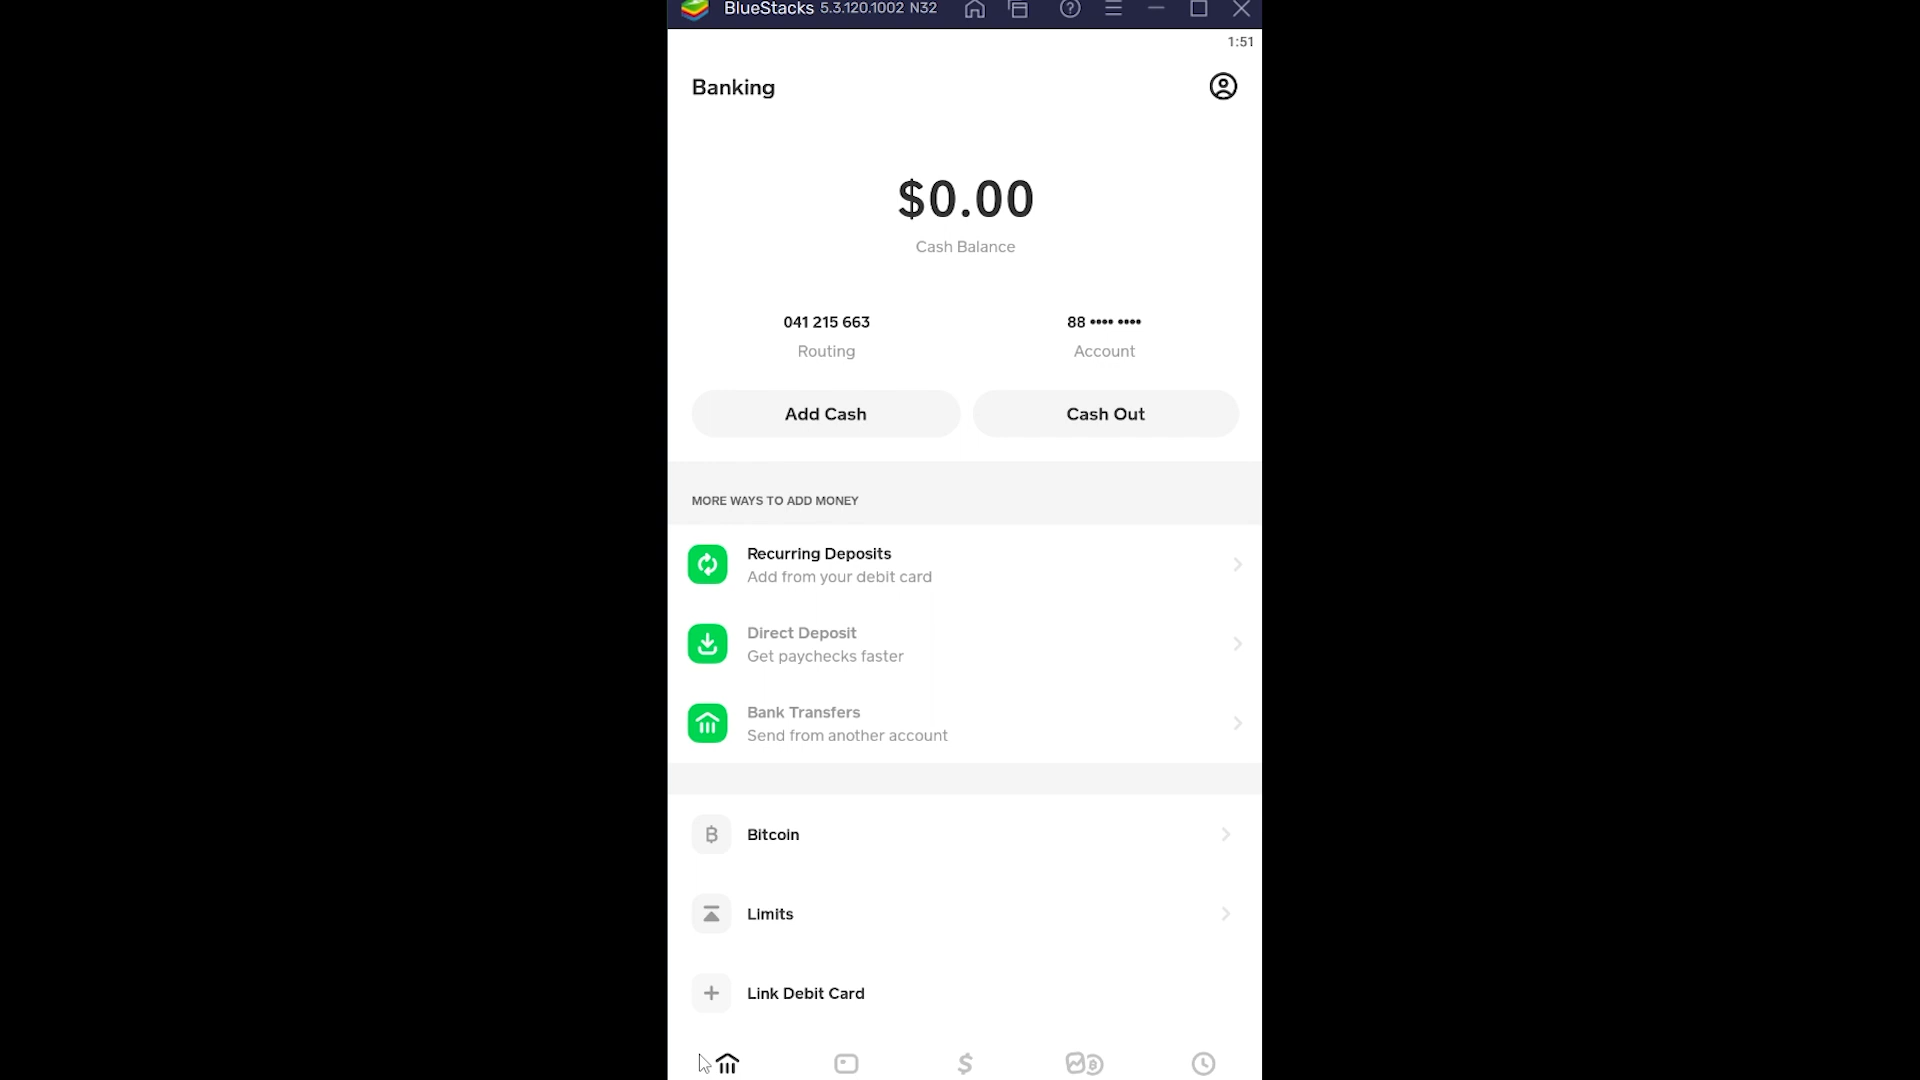 BlueStacks 5.3.120.1002 N32
1:51
Banking
$0.00
Cash Balance
041 215 663
88 •••• ••••
Routing
Account
Add Cash
Cash Out
MORE WAYS TO ADD MONEY
Recurring Deposits
Add from your debit card
Direct Deposit
Get paychecks faster
Bank Transfers
Send from another account
Bitcoin
Limits
Link Debit Card